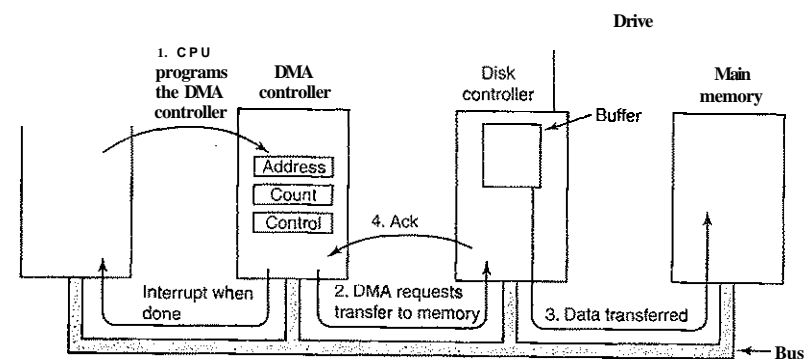 Drive
1. CPU
programs
the DMA
controller
DMA
controller
Disk
controller
Main
memory
Buffer
Address
Count
Control
4. Ack
Interrupt when
done
2. DMA requests
transfer to memory
3. Data transferred
Bus